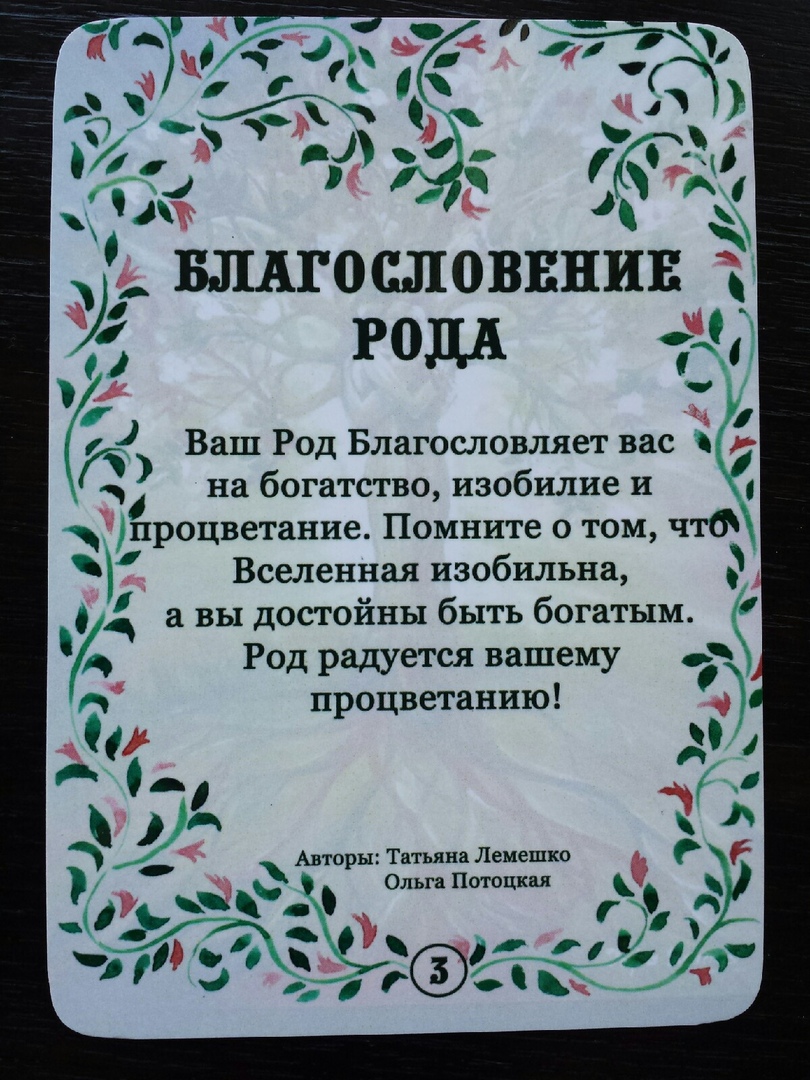 БЛАГОСЛОВЕНИЕ
РОДА
Ваш Род Благословляет вас
на богатство, изобилие и
процветание. Помните о том, что
Вселенная изобильна,
а вы достойны быть богатым.
Род радуется вашему
процветанию!
Авторы: Татьяна Лемешко
Ольга Потоцкая
3